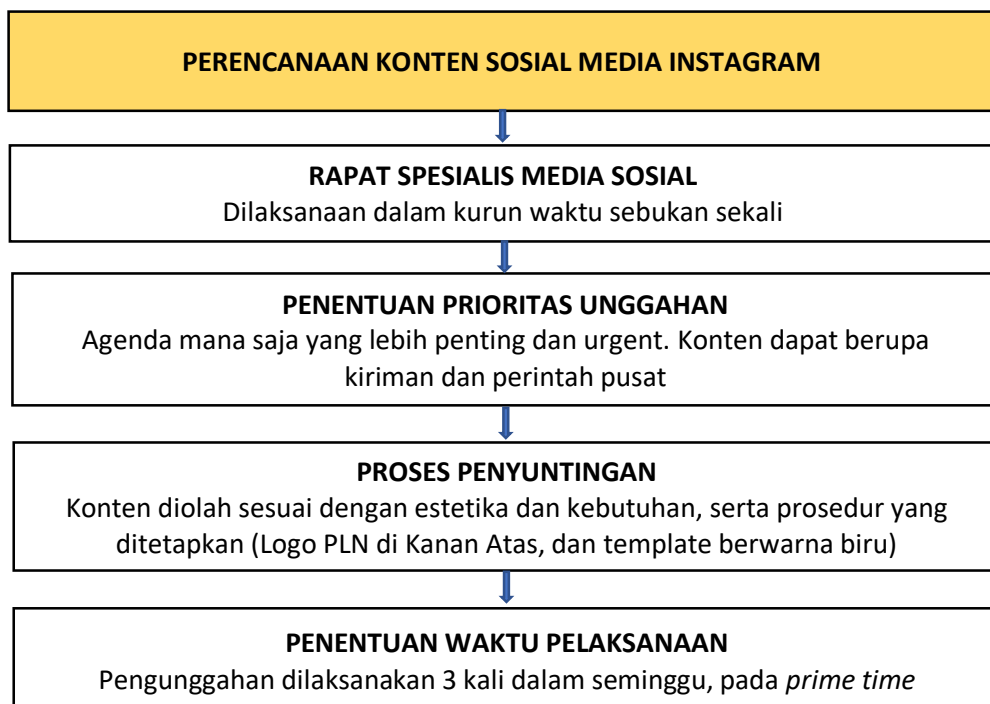 PERENCANAAN KONTEN SOSIAL MEDIA INSTAGRAM
RAPAT SPESIALIS MEDIA SOSIAL
Dilaksanaan dalam kurun waktu sebukan sekali
PENENTUAN PRIORITAS UNGGAHAN
Agenda mana saja yang lebih penting dan urgent. Konten dapat berupa
kiriman dan perintah pusat
PROSES PENYUNTINGAN
Konten diolah sesuai dengan estetika dan kebutuhan, serta prosedur yang
ditetapkan (Logo PLN di Kanan Atas, dan template berwarna biru)
PENENTUAN WAKTU PELAKSANAAN
Pengunggahan dilaksanakan 3 kali dalam seminggu, pada prime time